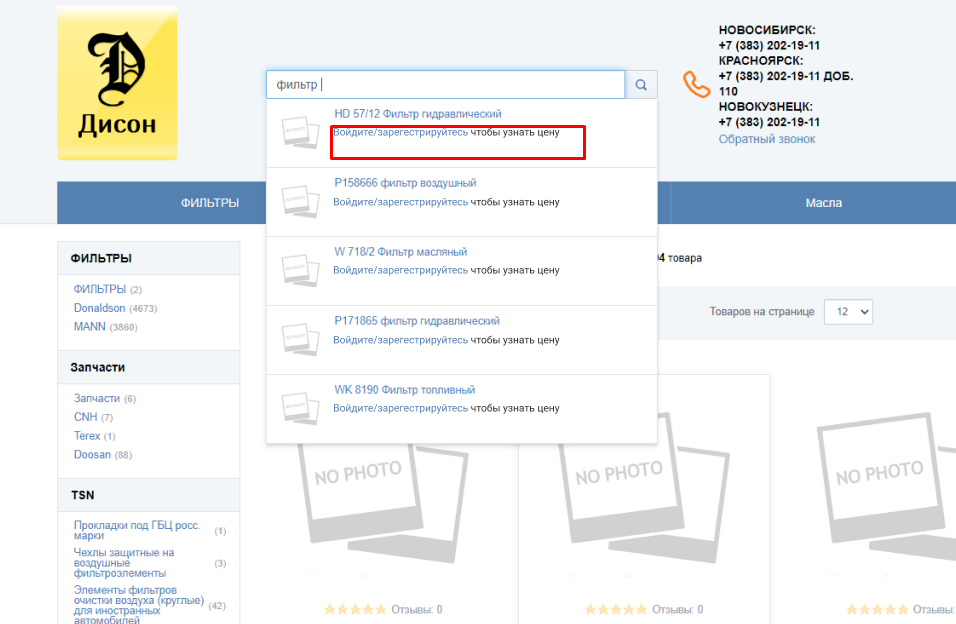 Дисон
фильтр
НОВОСИБИРСК:
+7 (383) 202-19-11
КРАСНОЯРСК:
+7 (383) 202-19-11 ДОБ.
110
НОВОКУЗНЕЦК:
+7 (383) 202-19-11
Обратный звонок
HD 57/12 Фильтр гидравлический
Войдите/зарегестрируйтесь чтобы узнать цену
P158666 фильтр воздушный
Войдите/зарегестрируйтесь чтобы узнать цену
W 718/2 Фильтр масляный
Войдите/зарегестрируйтесь чтобы узнать цену
P171865 фильтр гидравлический
Войдите/зарегестрируйтесь чтобы узнать цену
WK 8190 Фильтр топливный
Войдите/зарегестрируйтесь чтобы узнать цену
ФИЛЬТРЫ
Масла
ФИЛЬТРЫ
ФИЛЬТРЫ (2)
Donaldson (4673)
MANN (3860)
Запчасти
Запчасти (6)
CNH (7)
Terex (1)
Doosan (88)
TSN
Прокладки под ГБЦ росс.
марки (1)
Чехлы защитные на
воздушные
фильтроэлементы (3)
Элементы фильтров
очистки воздуха (круглые)
для иностранных
автомобилей (42)
4 товара
Товаров на странице 12
NO PHOTO
NO PHOTO
NO PHOTO
Отзывы: 0
Отзывы: 0
Отзывы: